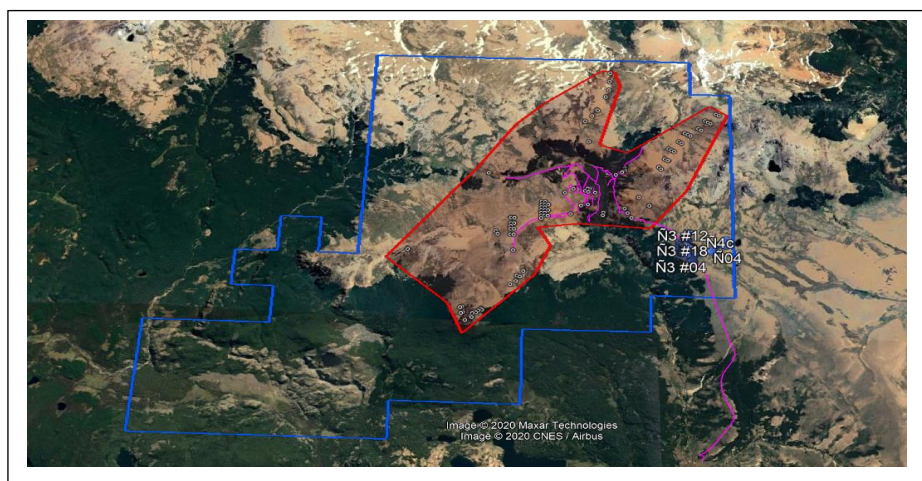 Ñ3 #12
Ñ4c
Ñ3 #18
Ñ04
Ñ3 #04
Image © 2020 Maxar Technologies
Image © 2020 CNES / Airbus